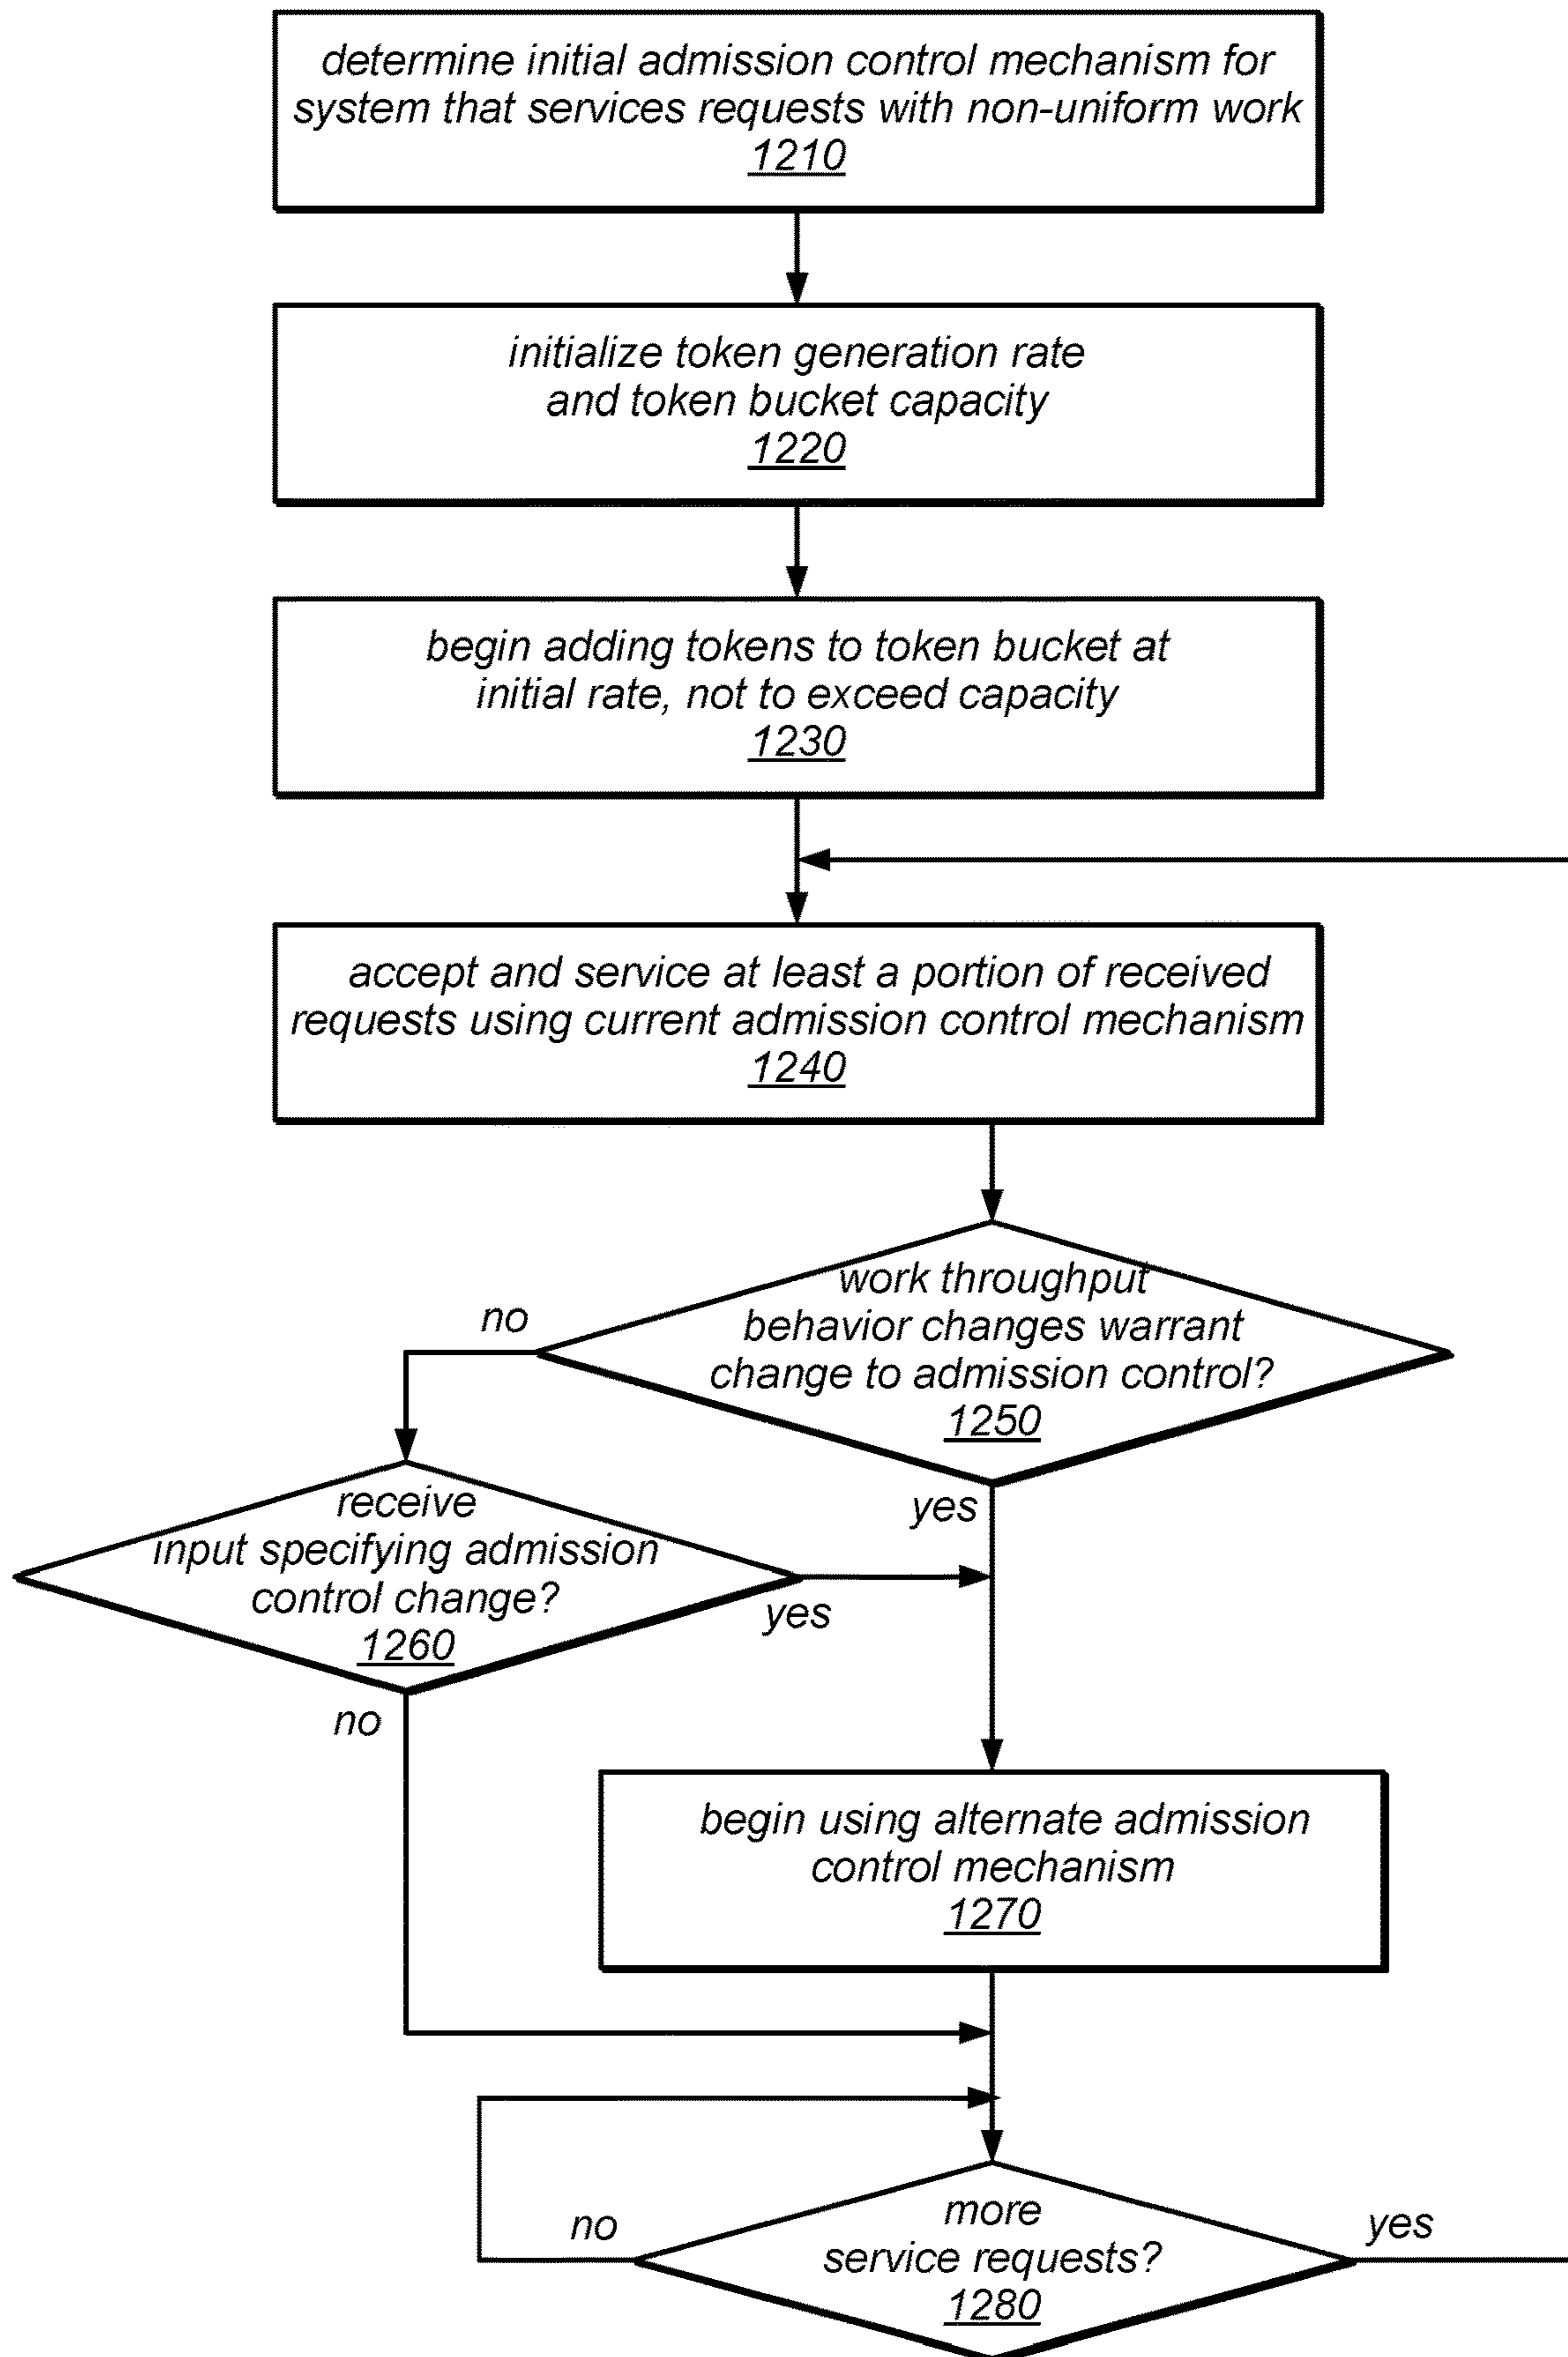 determine initial admission control mechanism for
system that services requests with non-uniform work
1210
initialize token generation rate
and token bucket capacity
1220
begin adding tokens to token bucket at
initial rate, not to exceed capacity
1230
accept and service at least a portion of received
requests using current admission control mechanism
1240
work throughput
behavior changes warrant
change to admission control?
1250
no
yes
receive
input specifying admission
control change?
1260
yes
no
begin using alternate admission
control mechanism
1270
more
service requests?
1280
no
yes